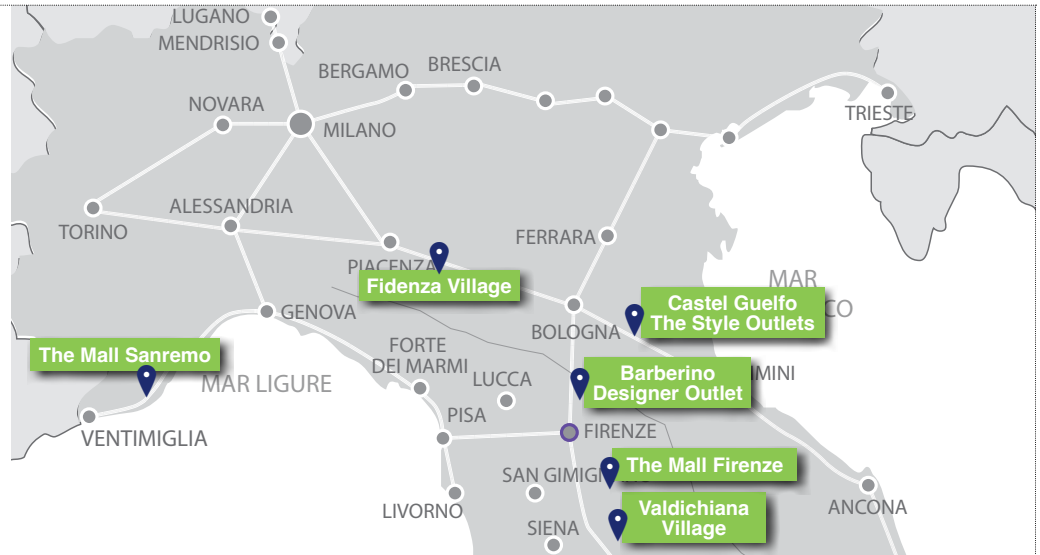 LUGANO
MENDRISIO
BERGAMO
BRESCIA
NOVARA
MILANO
TRIESTE
ALESSANDRIA
TORINO
FERRARA
PIACENZA
Fidenza Village
MAR
CO
Castel Guelfo
The Style Outlets
GENOVA
BOLOGNA
The Mall Sanremo
FORTE
DEI MARMI
LUCCA
MAR LIGURE
Barberino
Designer Outlet
IMINI
PISA
VENTIMIGLIA
FIRENZE
The Mall Firenze
SAN GIMIG
ANCONA
LIVORNO
Valdichiana
Village
SIENA